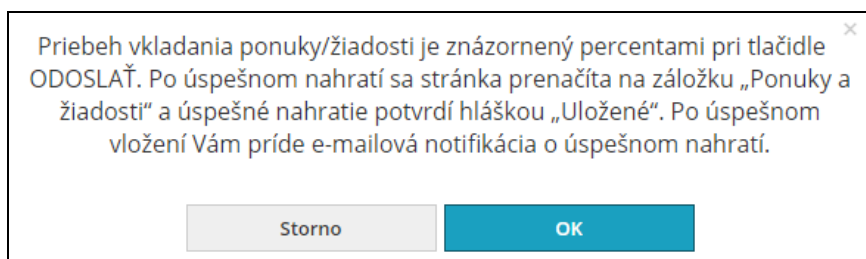 Priebeh vkladania ponuky/žiadosti je znázornený percentami pri tlačidle
ODOSLAŤ. Po úspešnom nahratí sa stránka prenačíta na záložku „Ponuky a
žiadosti“ a úspešné nahratie potvrdí hláškou „Uložené“. Po úspešnom
vložení Vám príde e-mailová notifikácia o úspešnom nahratí.
Storno
OK